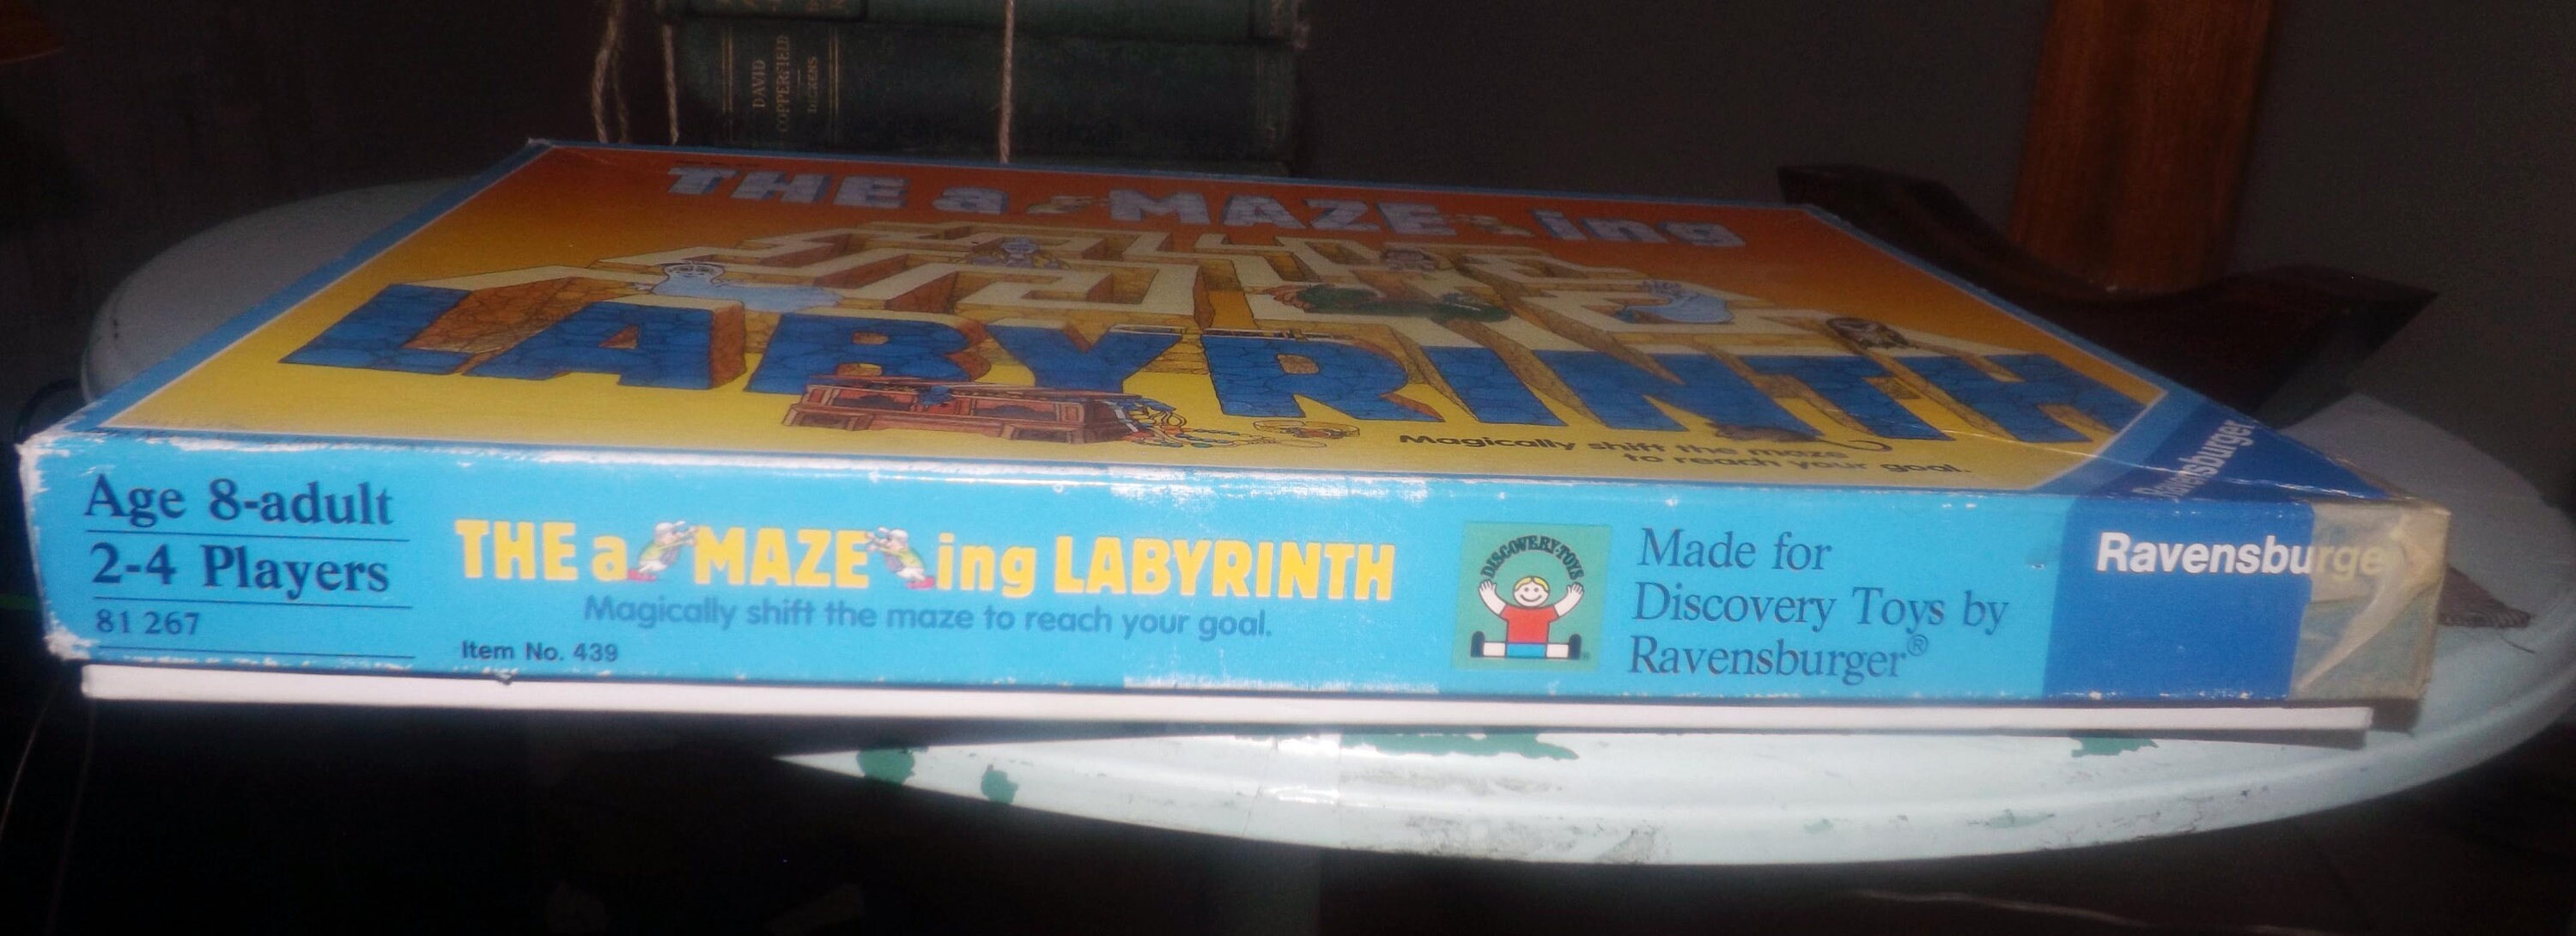 DAVID
COPPERFIELD
DICKENS
THE a MAZE ing
LABYRINTH
Magically shift the maze
to reach your goal.
Ravensburger
Age 8-adult
2-4 Players
81 267
THE a MAZE ing LABYRINTH
Magically shift the maze to reach your goal.
Item No. 439
DISCOVERY TOYS
®
Made for
Discovery Toys by
Ravensburger®
Ravensburge